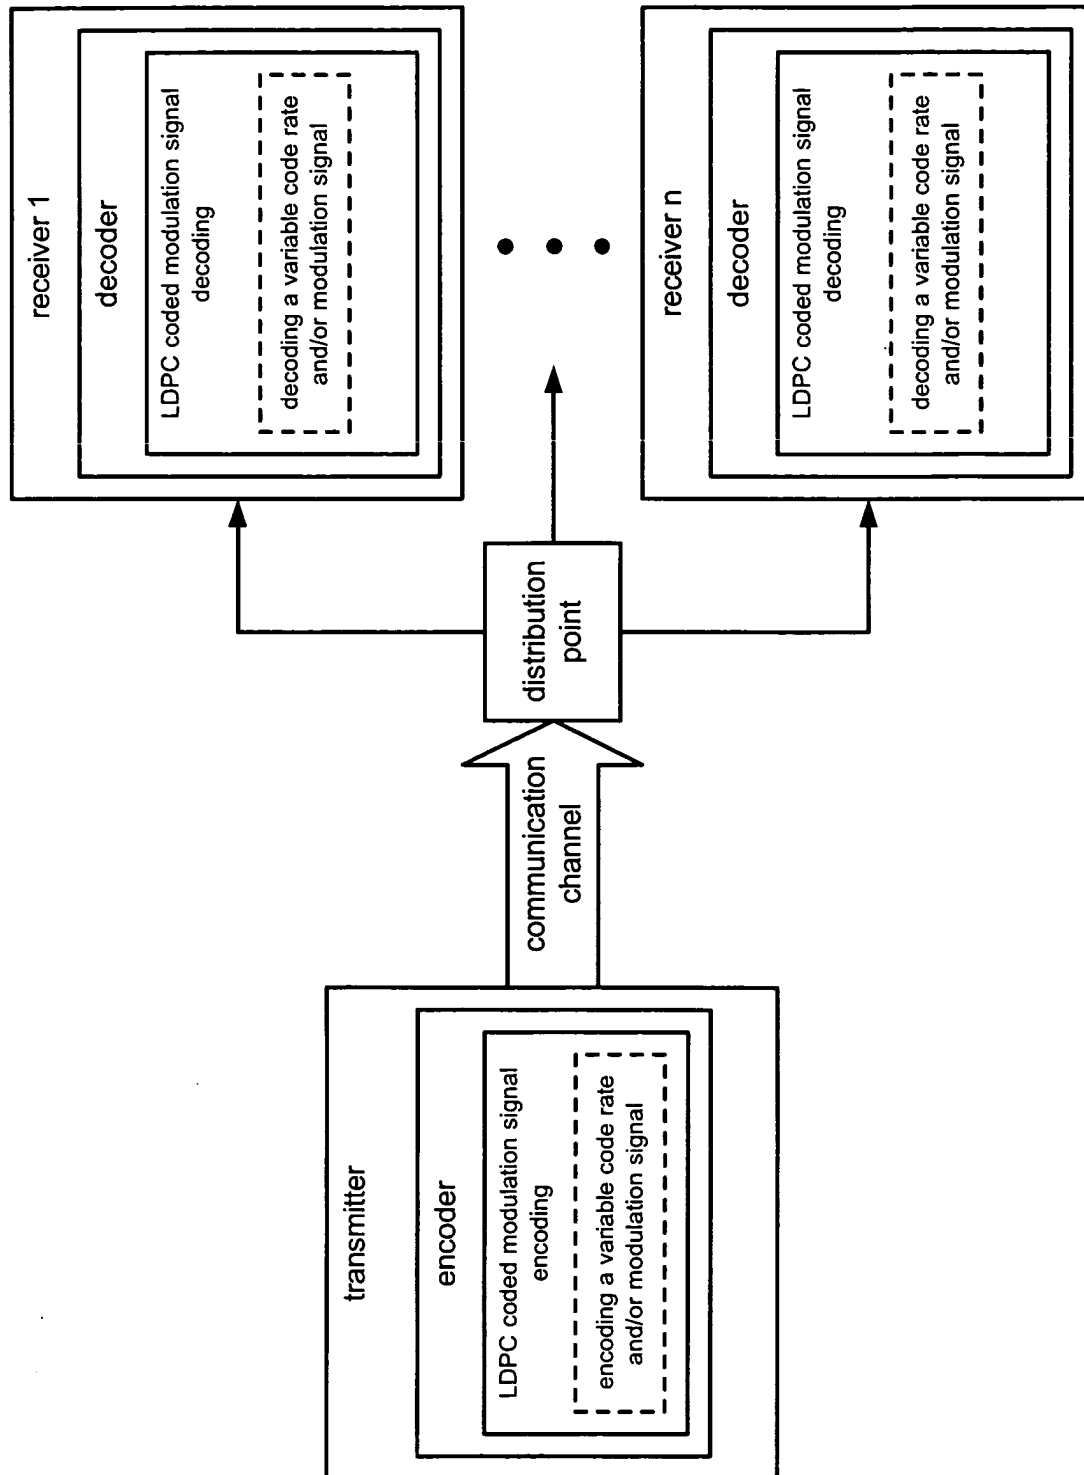 transmitter
encoder
LDPC coded modulation signal
encoding
encoding a variable code rate
and/or modulation signal
communication
channel
distribution
point
receiver 1
decoder
LDPC coded modulation signal
decoding
decoding a variable code rate
and/or modulation signal
receiver n
decoder
LDPC coded modulation signal
decoding
decoding a variable code rate
and/or modulation signal